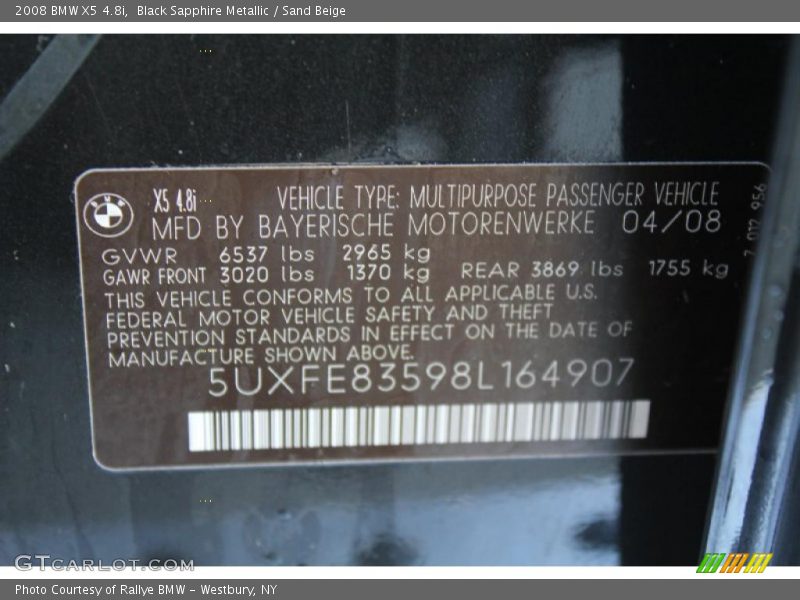 2008 BMW X5 4.8i, Black Sapphire Metallic / Sand Beige
BMW
X5 4.8i VEHICLE TYPE: MULTIPURPOSE PASSENGER VEHICLE
MFD BY BAYERISCHE MOTORENWERKE 04/08
GVWR 6537 lbs 2965 kg
GAWR FRONT 3020 lbs 1370 kg REAR 3869 lbs 1755 kg
THIS VEHICLE CONFORMS TO ALL APPLICABLE U.S.
FEDERAL MOTOR VEHICLE SAFETY AND THEFT
PREVENTION STANDARDS IN EFFECT ON THE DATE OF
MANUFACTURE SHOWN ABOVE.
5UXFE83598L164907
GTCARLOT.COM
Photo Courtesy of Rallye BMW - Westbury, NY